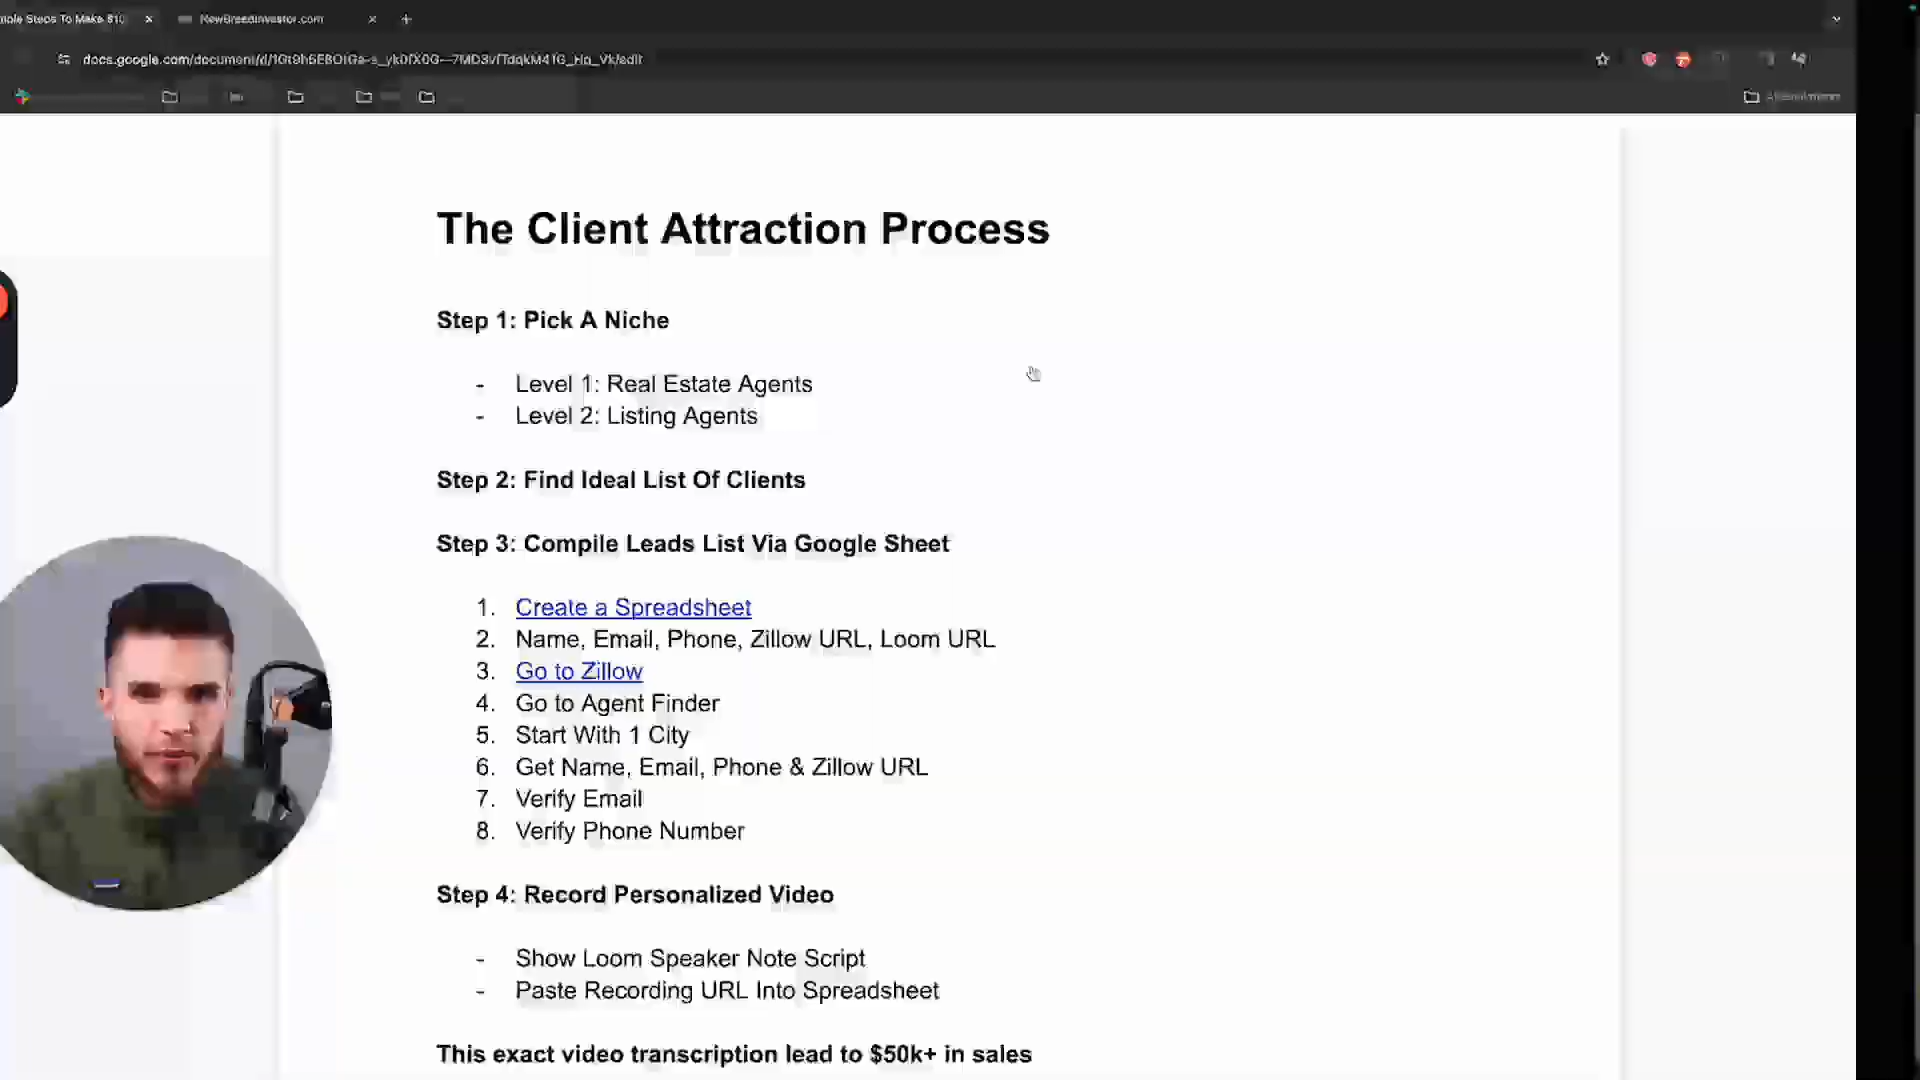 NewBreedInvestor.com
The Client Attraction Process
Step 1: Pick A Niche
- Level 1: Real Estate Agents
- Level 2: Listing Agents
Step 2: Find Ideal List Of Clients
Step 3: Compile Leads List Via Google Sheet
1. Create a Spreadsheet
2. Name, Email, Phone, Zillow URL, Loom URL
3. Go to Zillow
4. Go to Agent Finder
5. Start With 1 City
6. Get Name, Email, Phone & Zillow URL
7. Verify Email
8. Verify Phone Number
Step 4: Record Personalized Video
- Show Loom Speaker Note Script
- Paste Recording URL Into Spreadsheet
This exact video transcription lead to $50k+ in sales